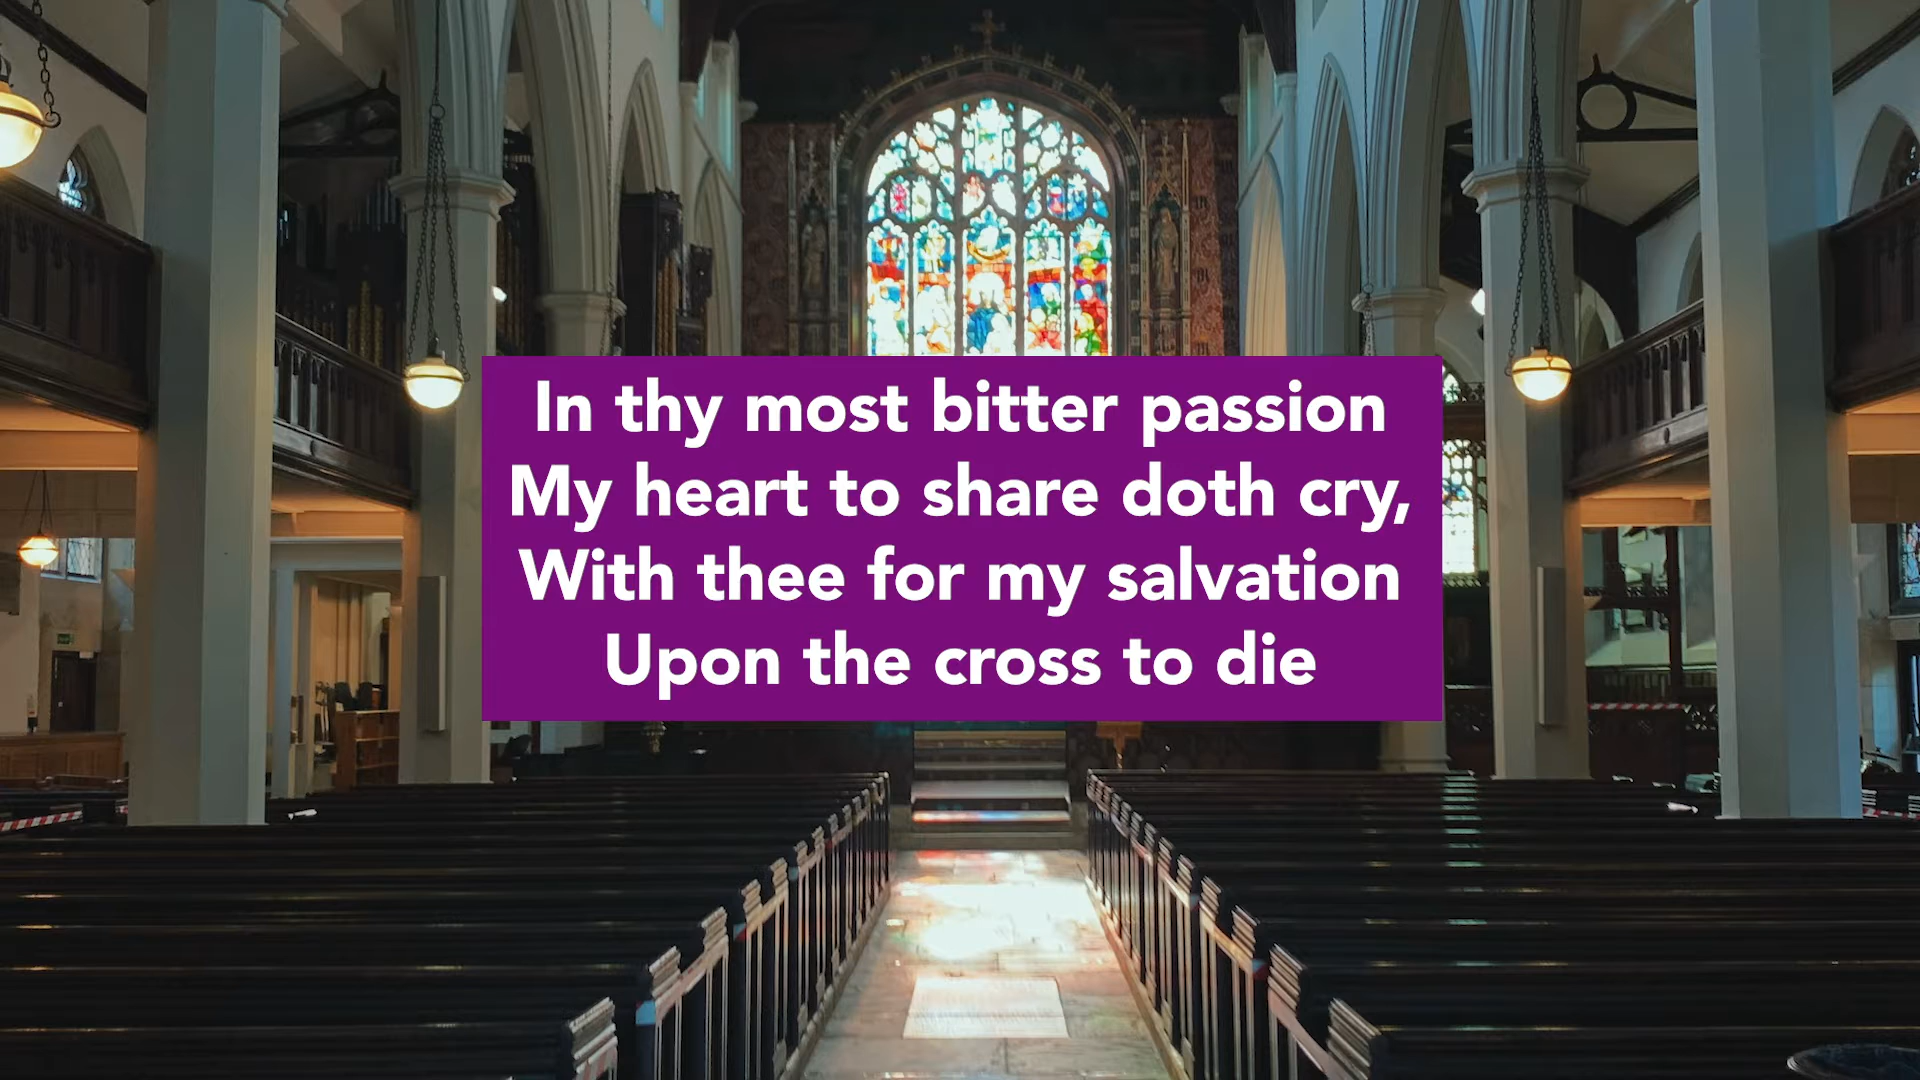 In thy most bitter passion
My heart to share doth cry,
With thee for my salvation
Upon the cross to die